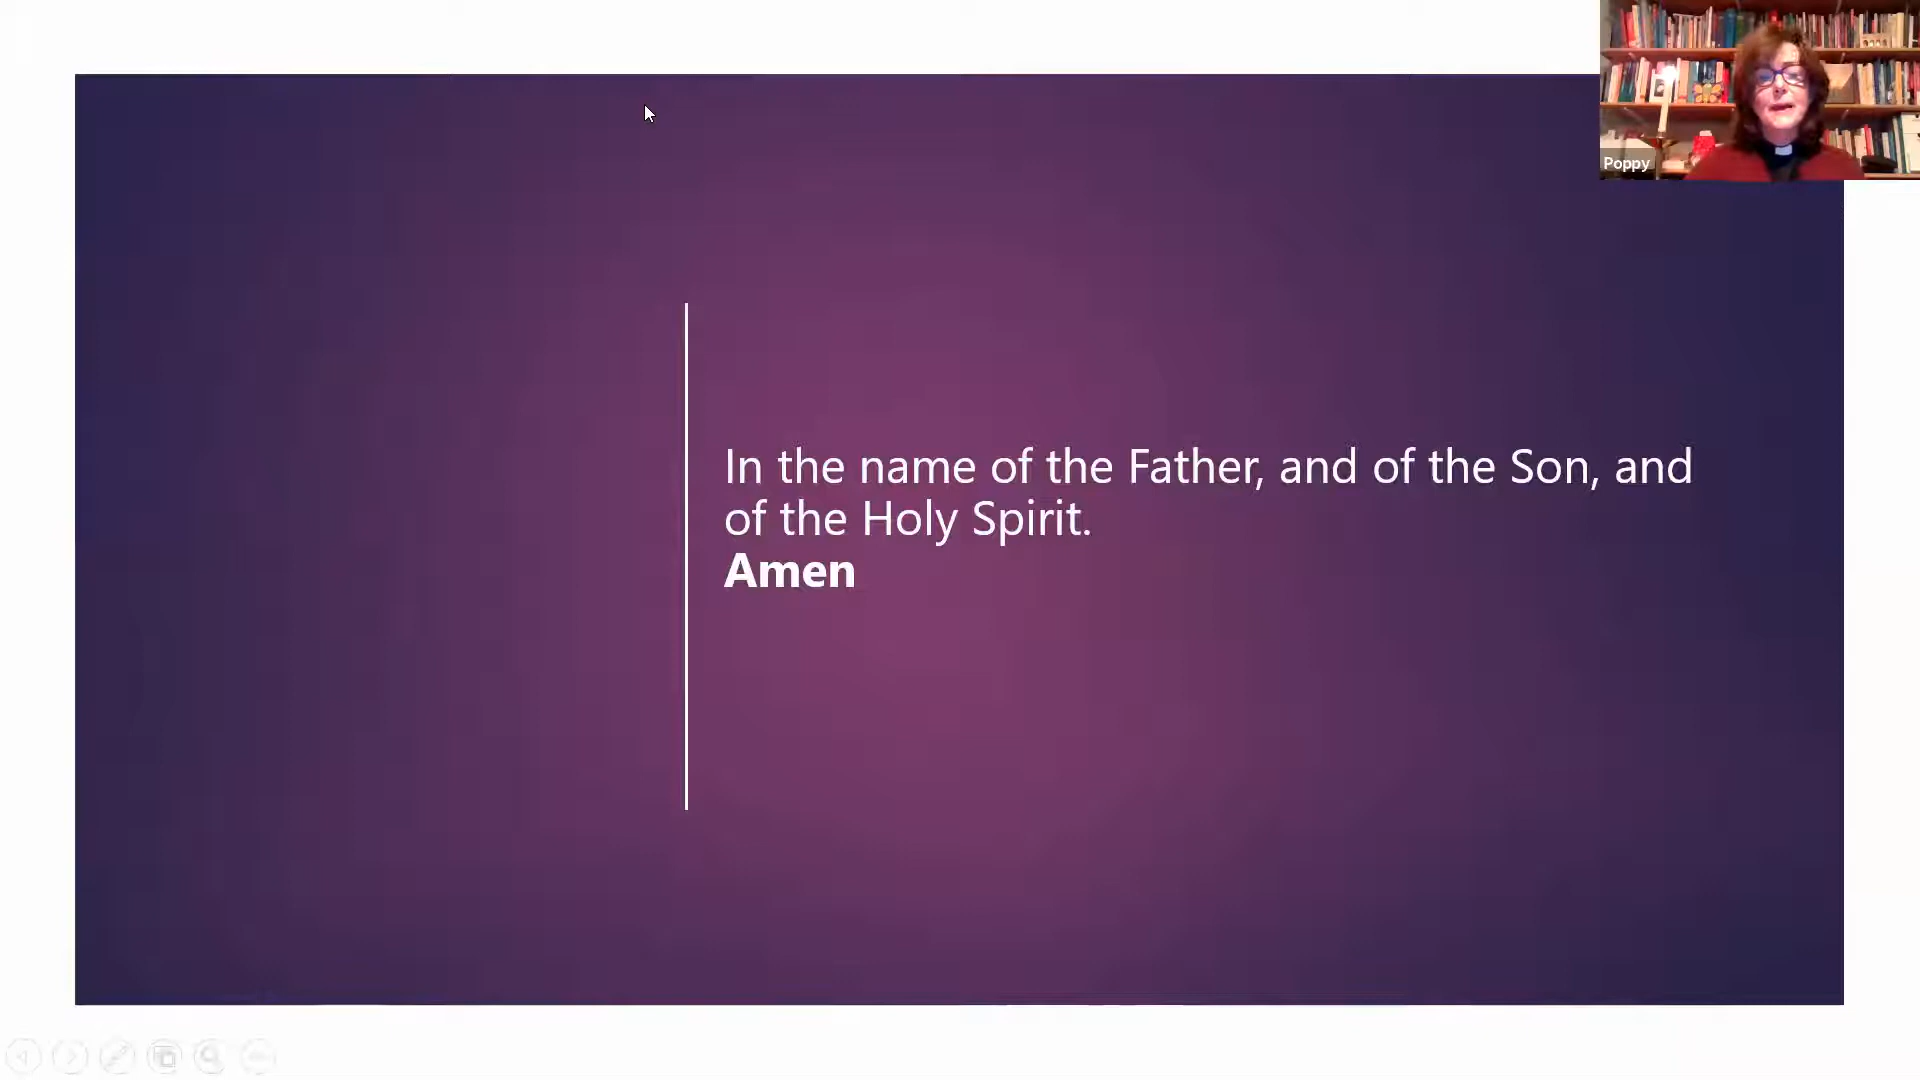 Poppy
In the name of the Father, and of the Son, and
of the Holy Spirit.
Amen